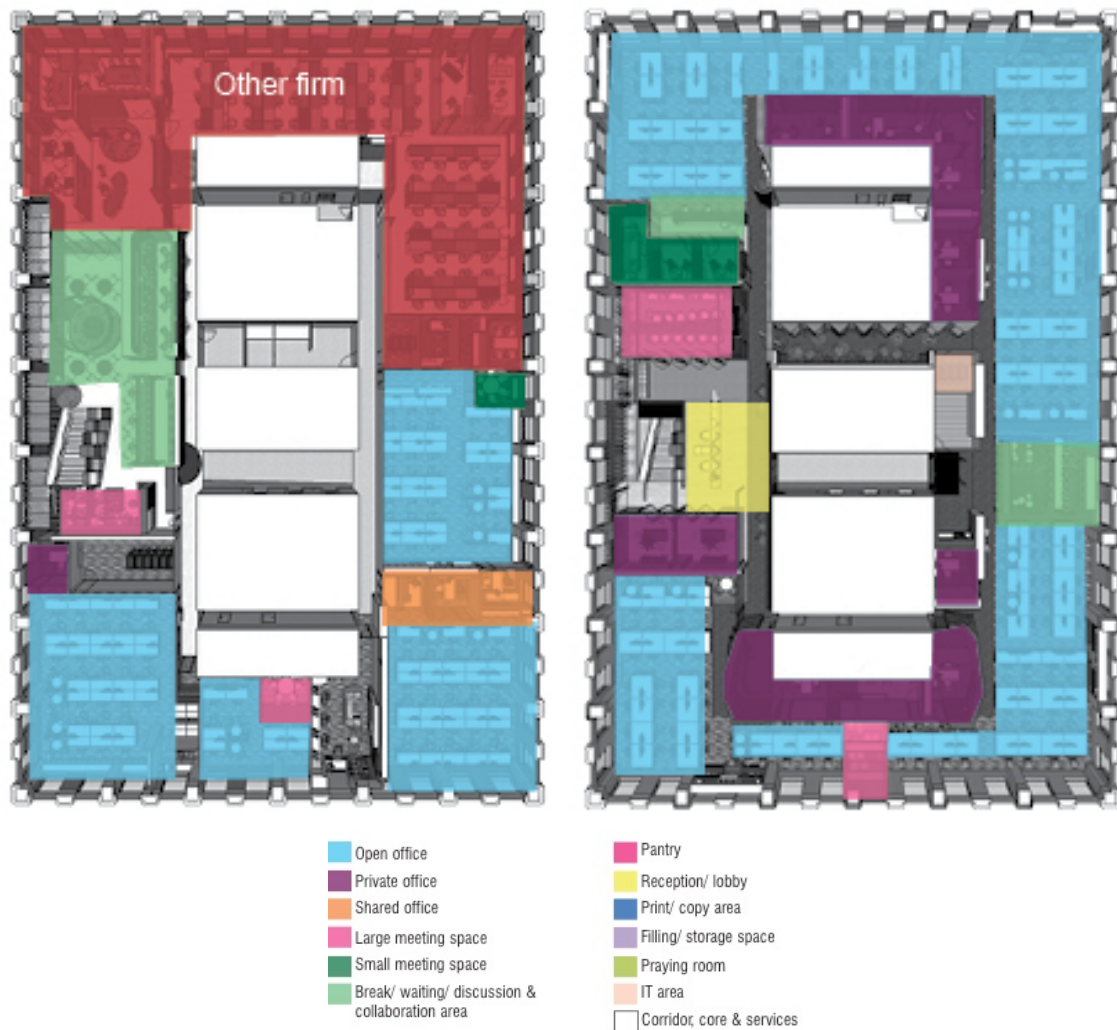 Other firm
Open office
Private office
Shared office
Large meeting space
Small meeting space
Break/ waiting/ discussion &
collaboration area
Pantry
Reception/ lobby
Print/ copy area
Filling/ storage space
Praying room
IT area
Corridor, core & services